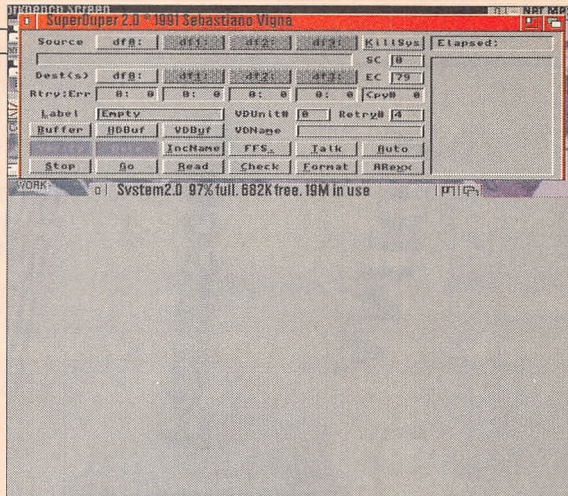 SCREEN
SuperDuper 2.0 © 1991 Sebastiano Vigna
Source df0: df1: df2: df3: KillSys Elapsed:
SC 0
Dest(s) df0: df1: df2: df3: EC 79
Rtry:Err 0: 0 0: 0 0: 0 0: 0 Cpy# 0
Label Empty VDUnit# 0 Retry# 4
Buffer HDBuf VDBuf VDName
IncName FFS. Talk Auto
Stop Go Read Check Format ARexx
WORK
System2.0 97% full. 682K free. 19M in use